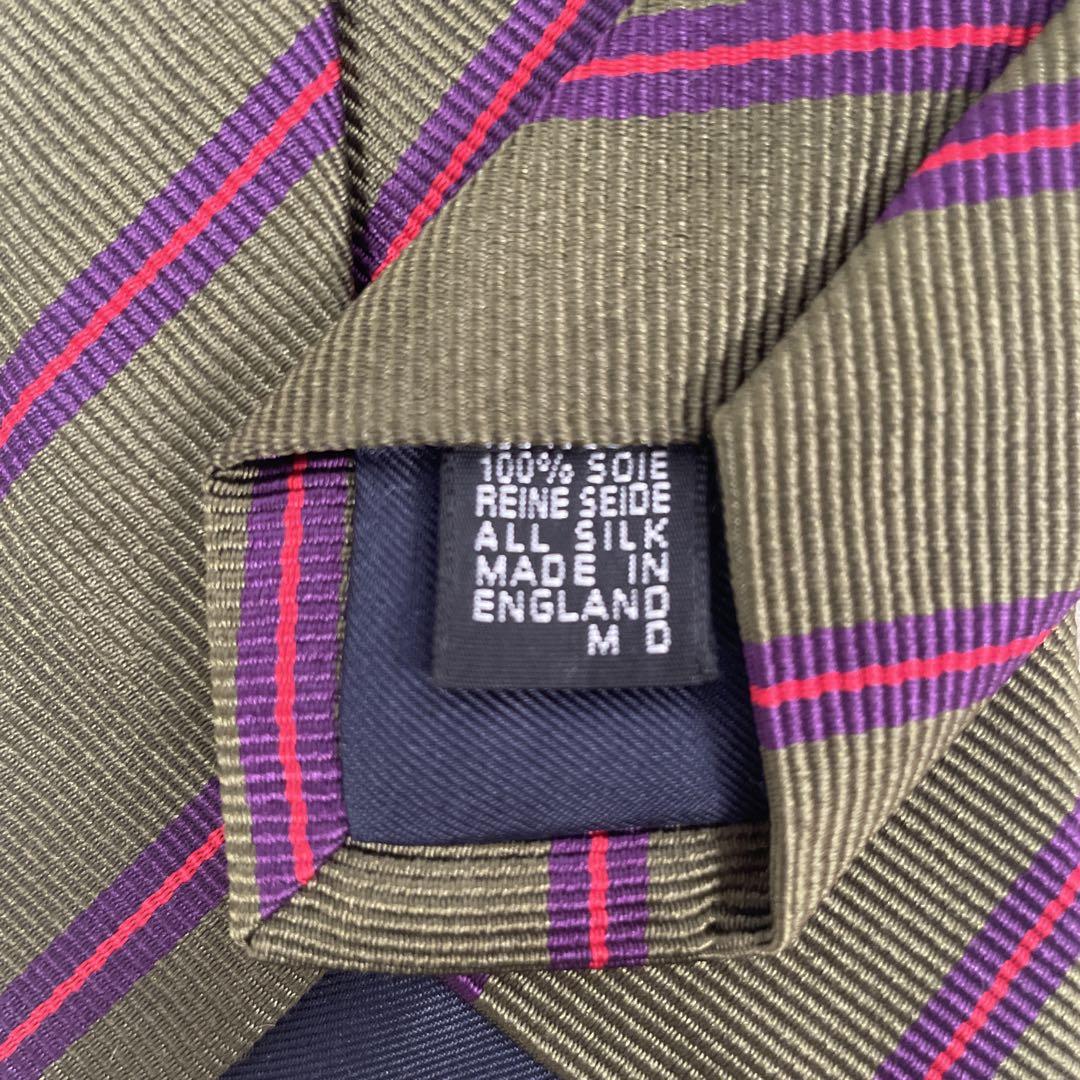 100% SOIE
REINE SEIDE
ALL SILK
MADE IN
ENGLAND
M D